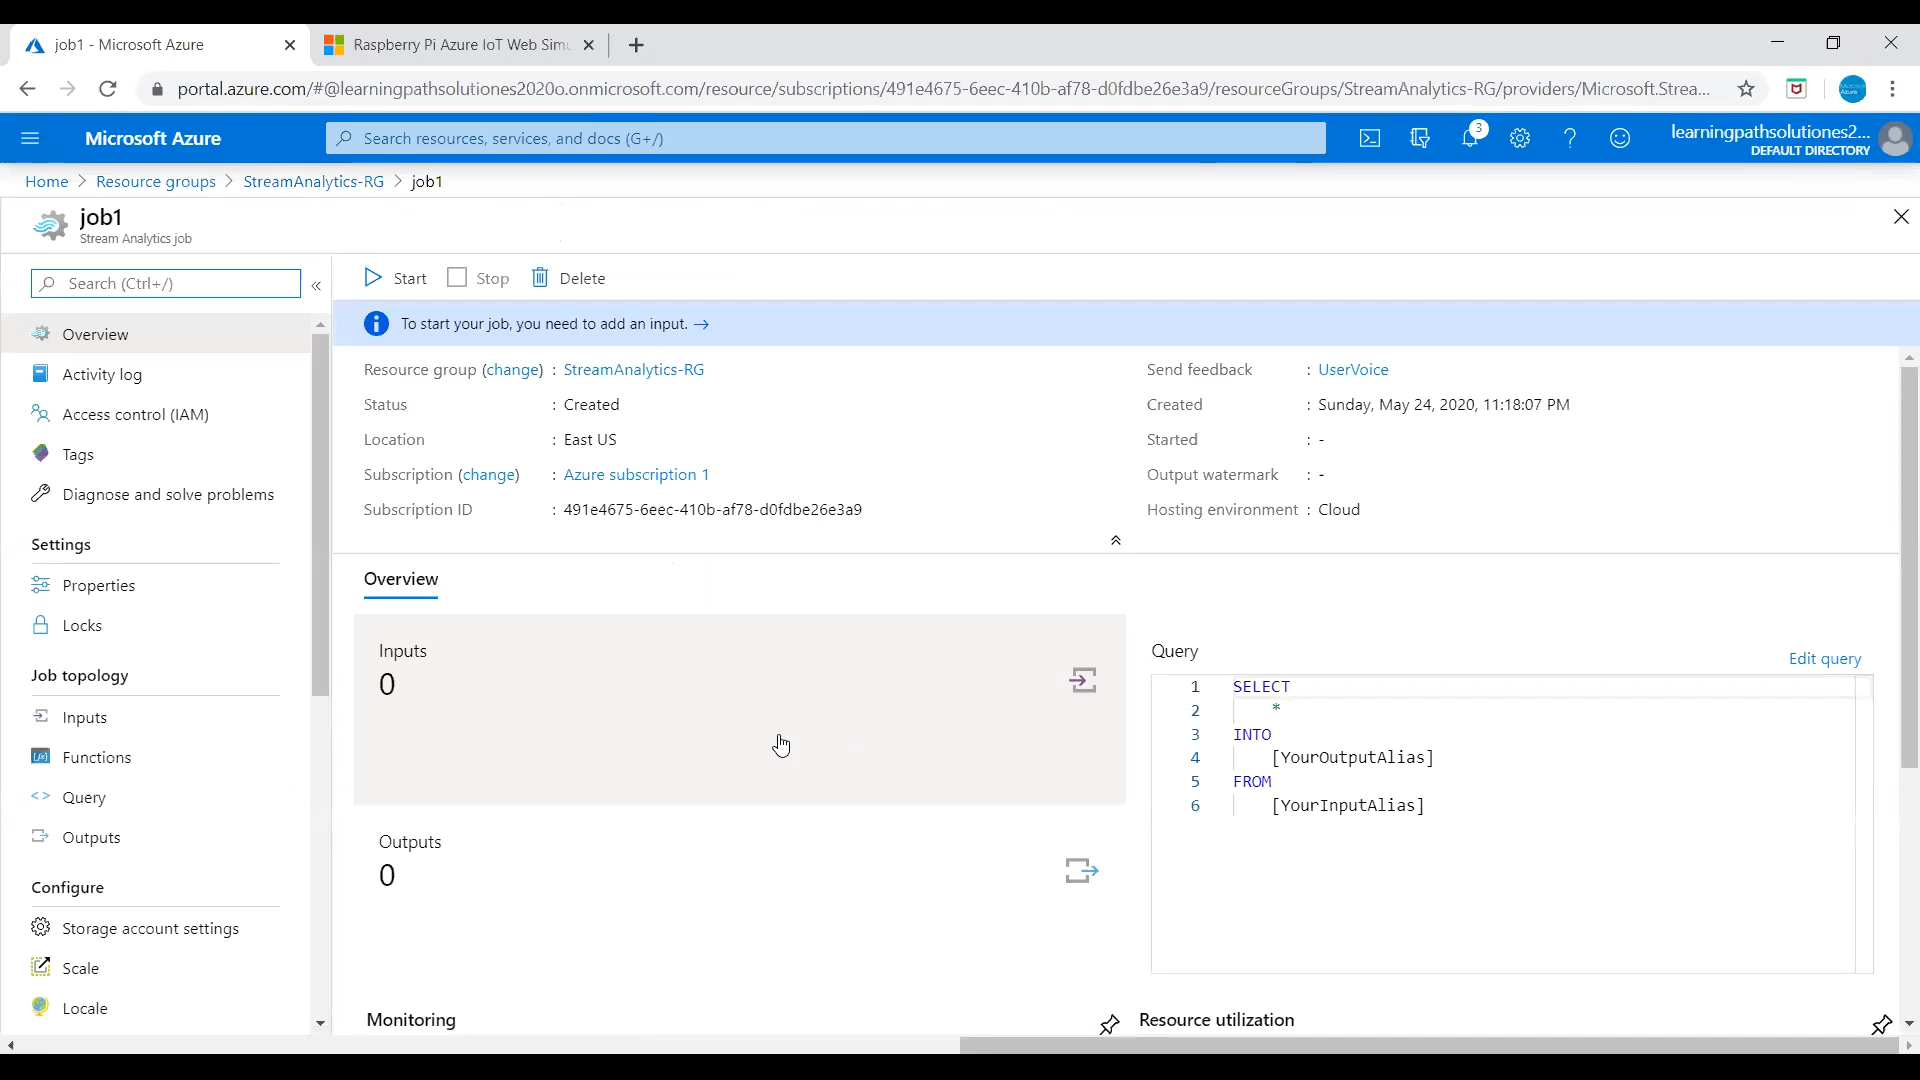 job1 - Microsoft Azure
Raspberry Pi Azure IoT Web Simu
portal.azure.com/#@learningpathsolutiones2020o.onmicrosoft.com/resource/subscriptions/491e4675-6eec-410b-af78-d0fdbe26e3a9/resourceGroups/StreamAnalytics-RG/providers/Microsoft.Strea...
Microsoft Azure
Search resources, services, and docs (G+/)
3
learningpathsolutiones2...
DEFAULT DIRECTORY
Home > Resource groups > StreamAnalytics-RG > job1
job1
Stream Analytics job
Search (Ctrl+/)
«
Overview
Activity log
Access control (IAM)
Tags
Diagnose and solve problems
Settings
Properties
Locks
Job topology
Inputs
Functions
Query
Outputs
Configure
Storage account settings
Scale
Locale
Start
Stop
Delete
To start your job, you need to add an input. →
Resource group (change) : StreamAnalytics-RG
Status : Created
Location : East US
Subscription (change) : Azure subscription 1
Subscription ID : 491e4675-6eec-410b-af78-d0fdbe26e3a9
Send feedback : UserVoice
Created : Sunday, May 24, 2020, 11:18:07 PM
Started : -
Output watermark : -
Hosting environment : Cloud
Overview
Inputs
0
Outputs
0
Query
Edit query
1 SELECT
2 *
3 INTO
4 [YourOutputAlias]
5 FROM
6 [YourInputAlias]
Monitoring
Resource utilization